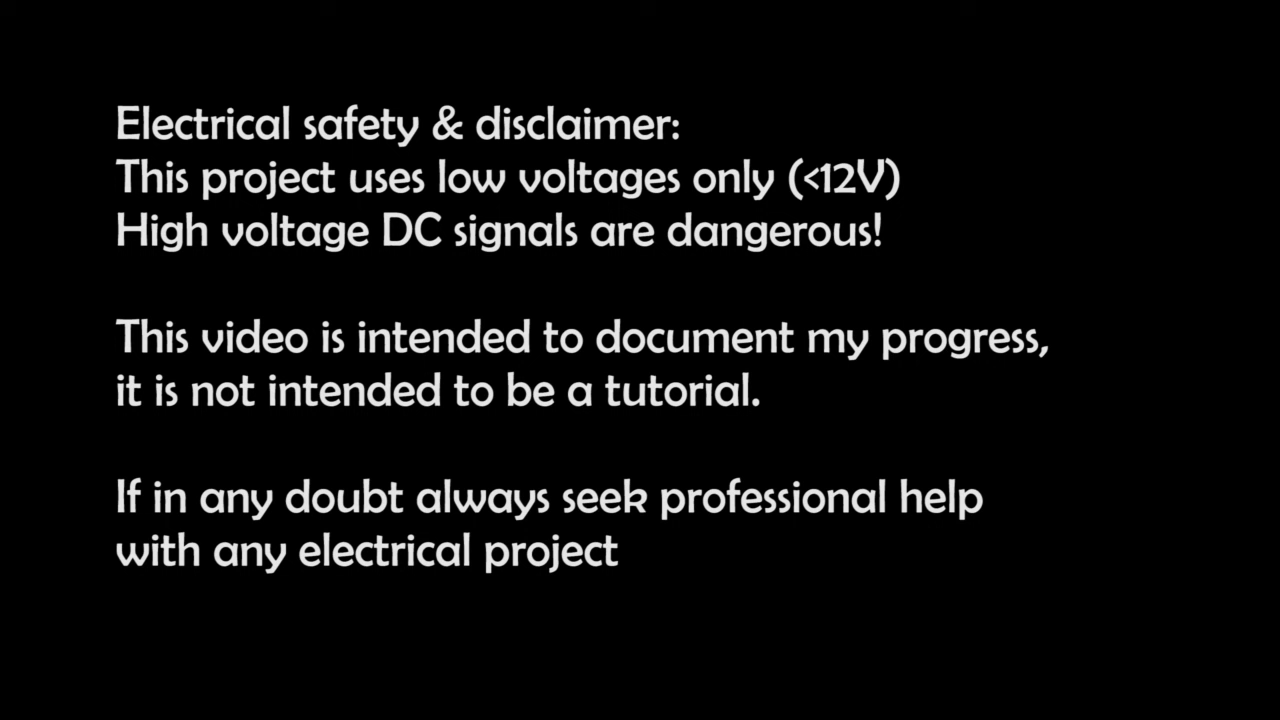 Electrical safety & disclaimer:
This project uses low voltages only (<12V)
High voltage DC signals are dangerous!
This video is intended to document my progress,
it is not intended to be a tutorial.
If in any doubt always seek professional help
with any electrical project